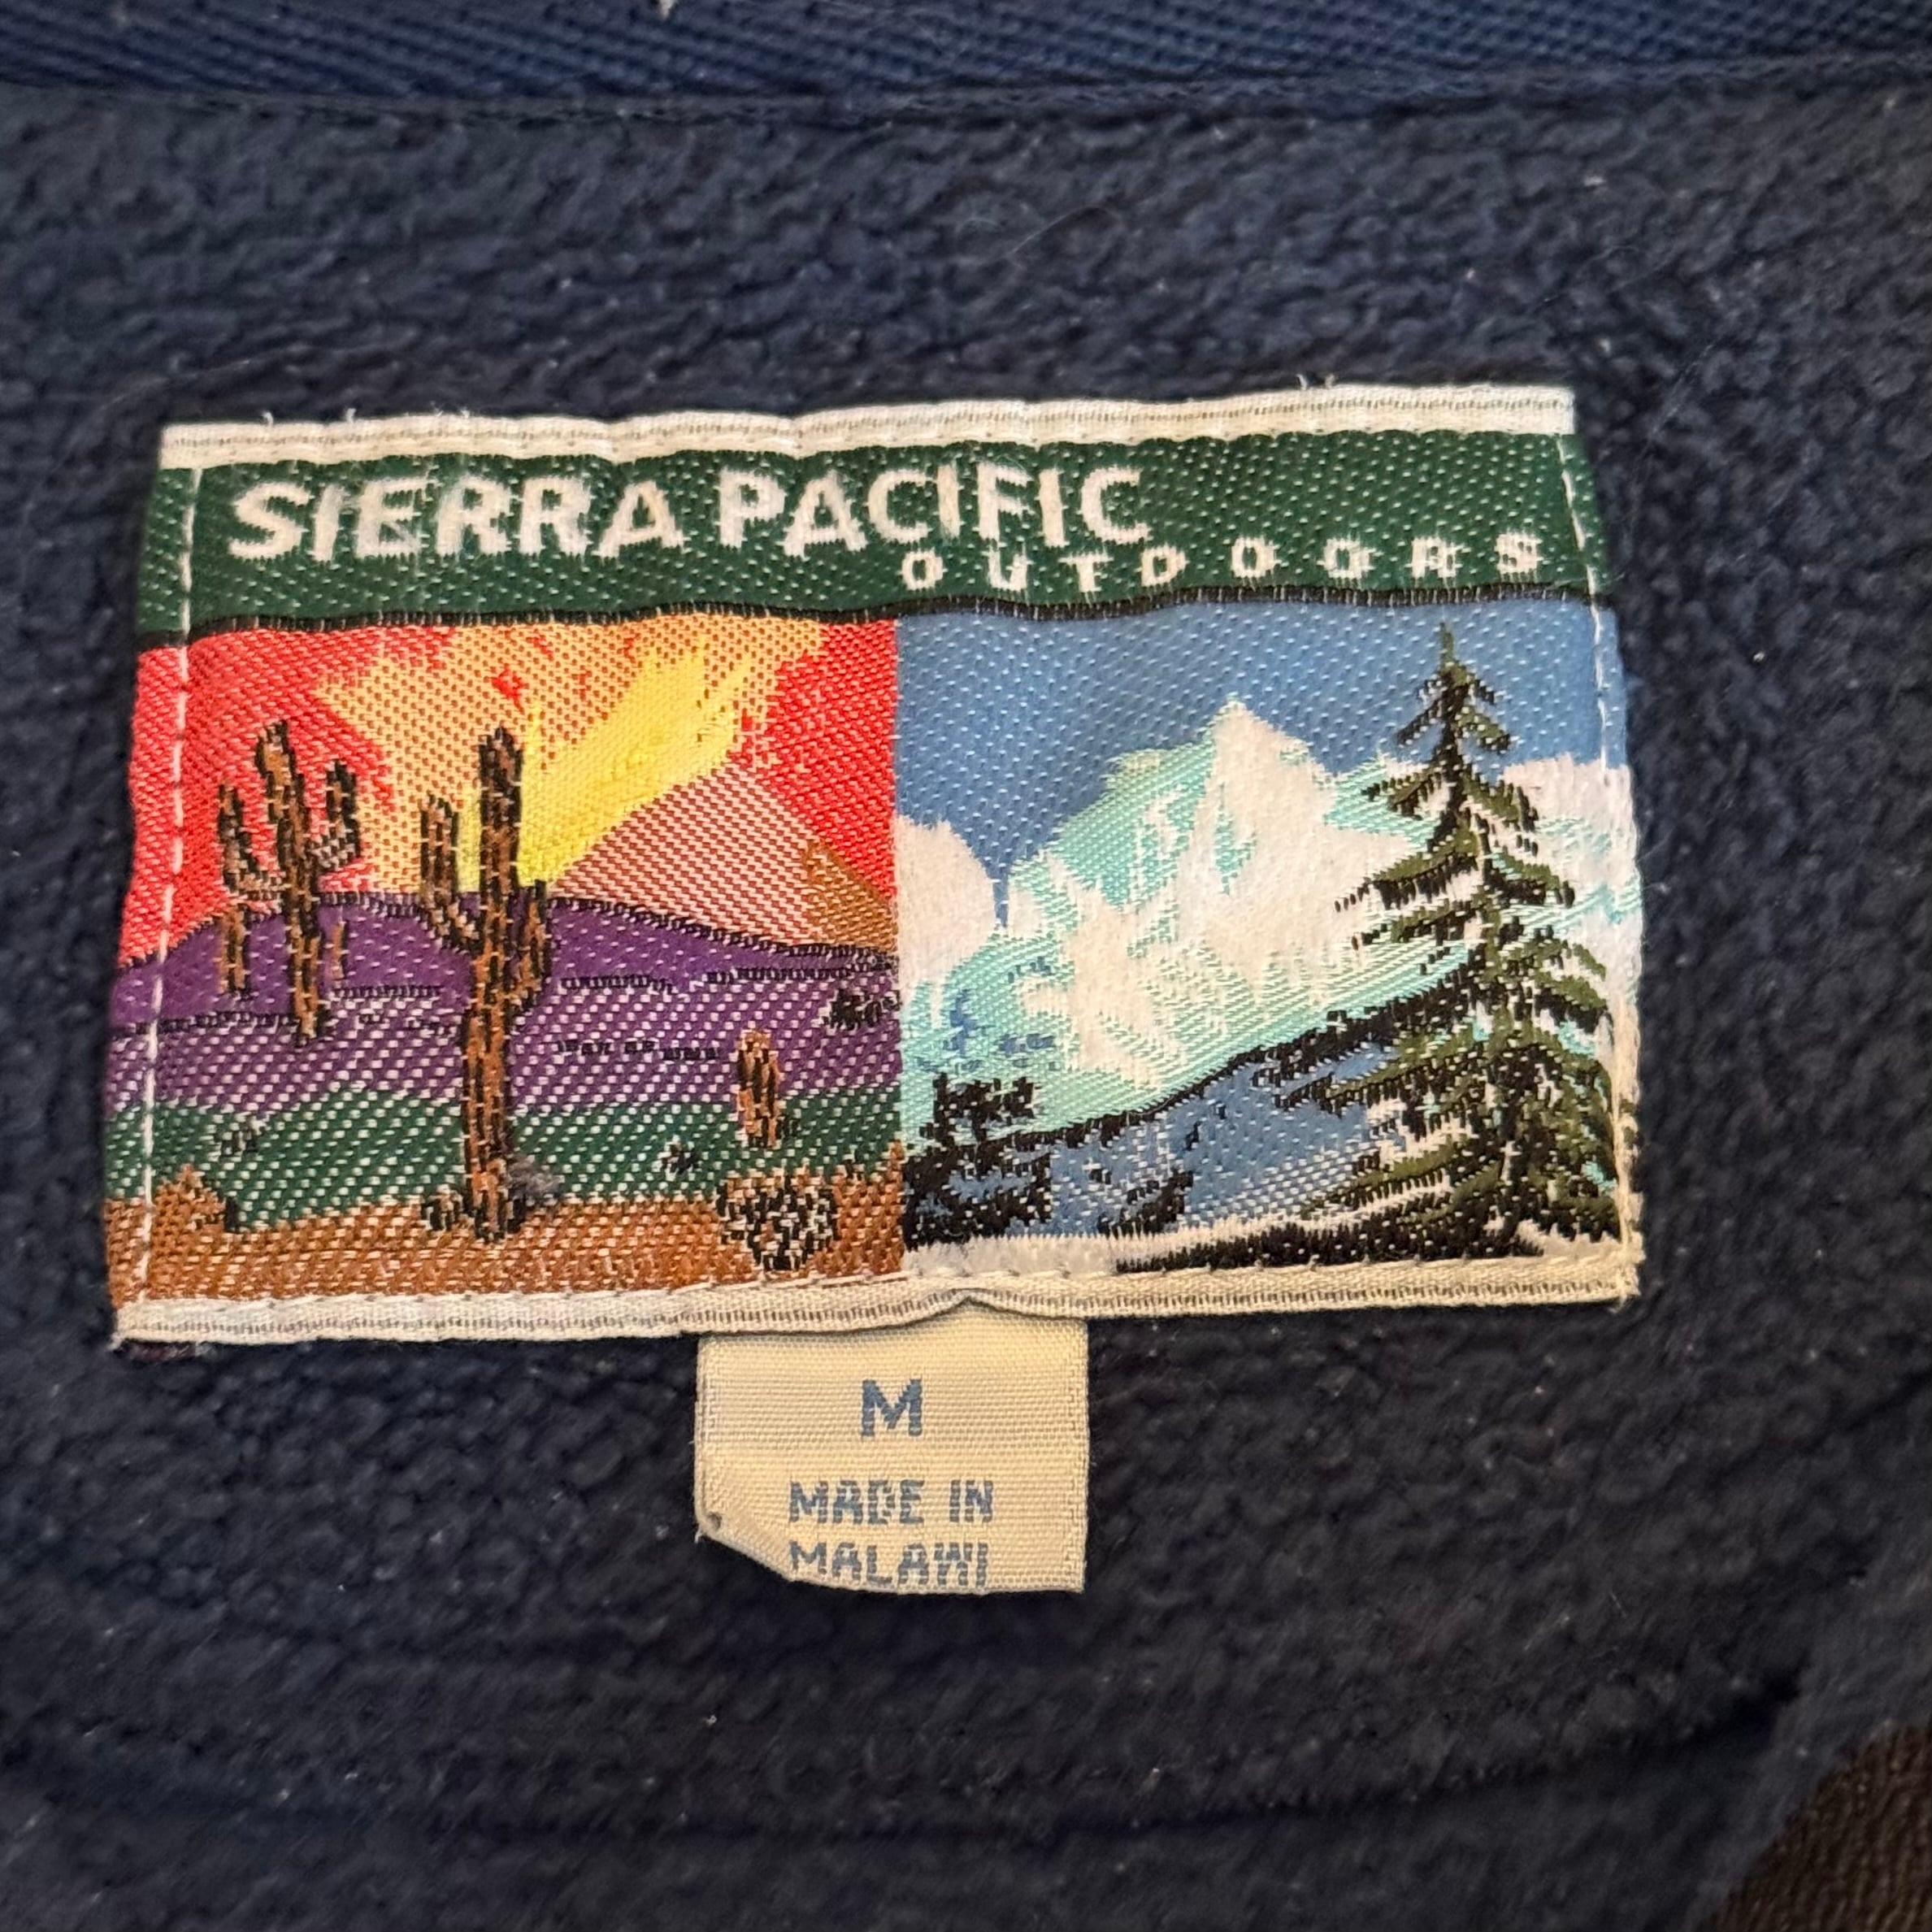 SIERRA PACIFIC
OUTDOORS
M
MADE IN
MALAWI